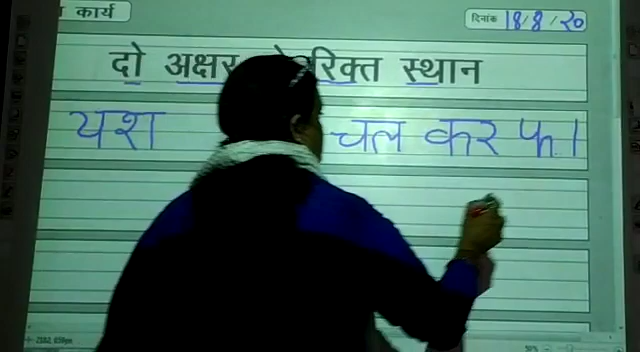 कार्य
दिनांक 18/8/20
दो अक्षर रिक्त स्थान
यश चल कर फ।